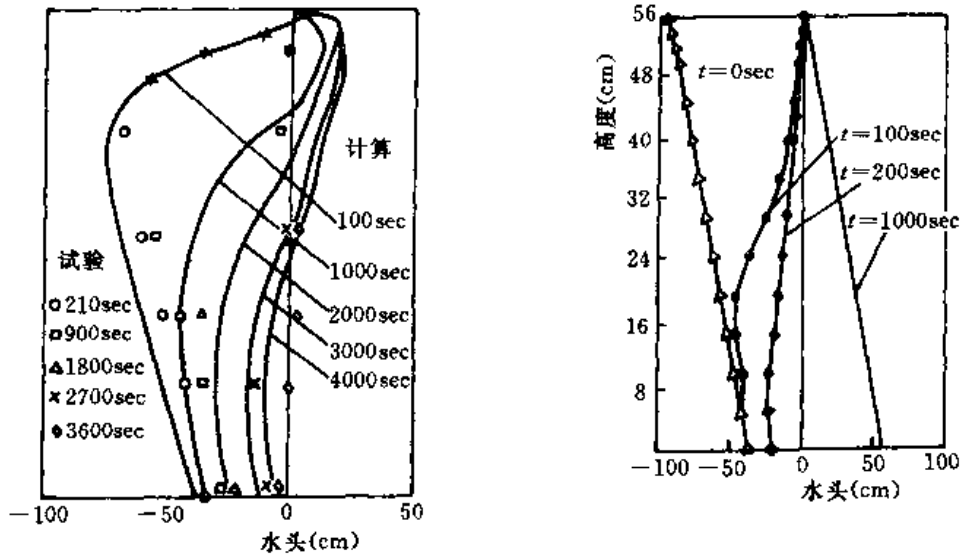 计算
100sec
1000sec
2000sec
3000sec
4000sec
试验
210sec
900sec
1800sec
2700sec
3600sec
-100
-50
0
50
水头(cm)
高度(cm)
56
48
40
32
24
16
8
t=0sec
t=100sec
t=200sec
t=1000sec
-100
-50
0
50
100
水头(cm)